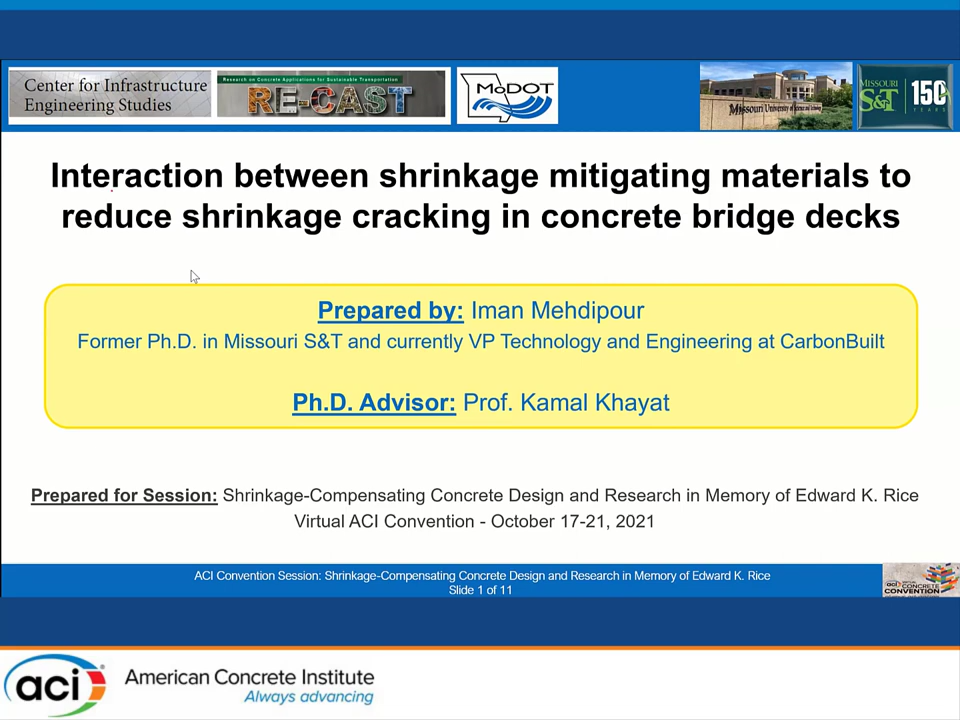 Center for Infrastructure
Engineering Studies
Research on Concrete Applications for Sustainable Transportation
RE-CAST
MoDOT
Missouri University of Science and Technology
MISSOURI
S&T
150
YEARS
Interaction between shrinkage mitigating materials to
reduce shrinkage cracking in concrete bridge decks
Prepared by: Iman Mehdipour
Former Ph.D. in Missouri S&T and currently VP Technology and Engineering at CarbonBuilt
Ph.D. Advisor: Prof. Kamal Khayat
Prepared for Session: Shrinkage-Compensating Concrete Design and Research in Memory of Edward K. Rice
Virtual ACI Convention - October 17-21, 2021
ACI Convention Session: Shrinkage-Compensating Concrete Design and Research in Memory of Edward K. Rice
Slide 1 of 11
aci
CONCRETE
CONVENTION
aci
American Concrete Institute
Always advancing